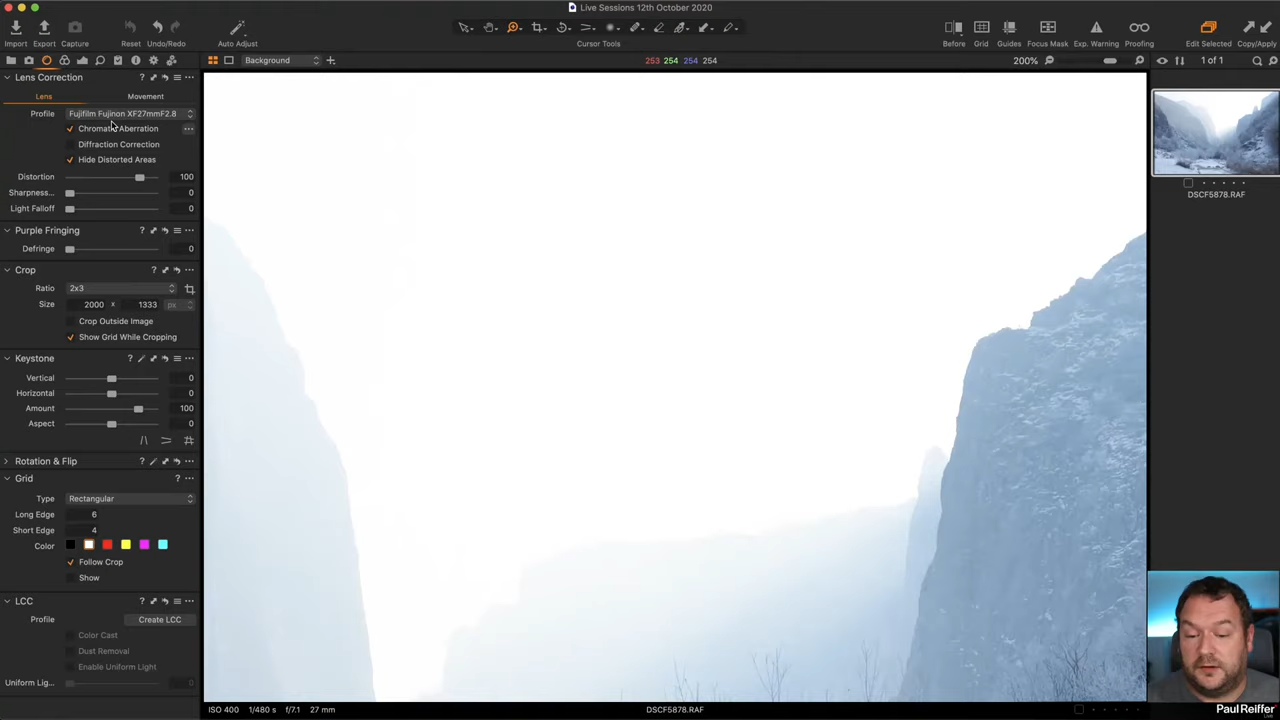 Live Sessions 12th October 2020
Import Export Capture Reset Undo/Redo Auto Adjust Cursor Tools Before Grid Guides Focus Mask Exp. Warning Proofing Edit Selected Copy/Apply
Background 253 254 254 254 200% 1 of 1
Lens Correction ? ...
Lens Movement
Profile Fujifilm Fujinon XF27mmF2.8
Chromatic Aberration ...
Diffraction Correction
Hide Distorted Areas
Distortion 100
Sharpness... 0
Light Falloff 0
Purple Fringing ? ...
Defringe 0
Crop ? ...
Ratio 2x3
Size 2000 x 1333 px
Crop Outside Image
Show Grid While Cropping
Keystone ? ...
Vertical 0
Horizontal 0
Amount 100
Aspect 0
Rotation & Flip ? ...
Grid ? ...
Type Rectangular
Long Edge 6
Short Edge 4
Color
Follow Crop
Show
LCC ? ...
Profile Create LCC
Color Cast
Dust Removal
Enable Uniform Light
Uniform Lig... 0
ISO 400 1/480 s f/7.1 27 mm DSCF5878.RAF
DSCF5878.RAF
Paul Reiffer
Live